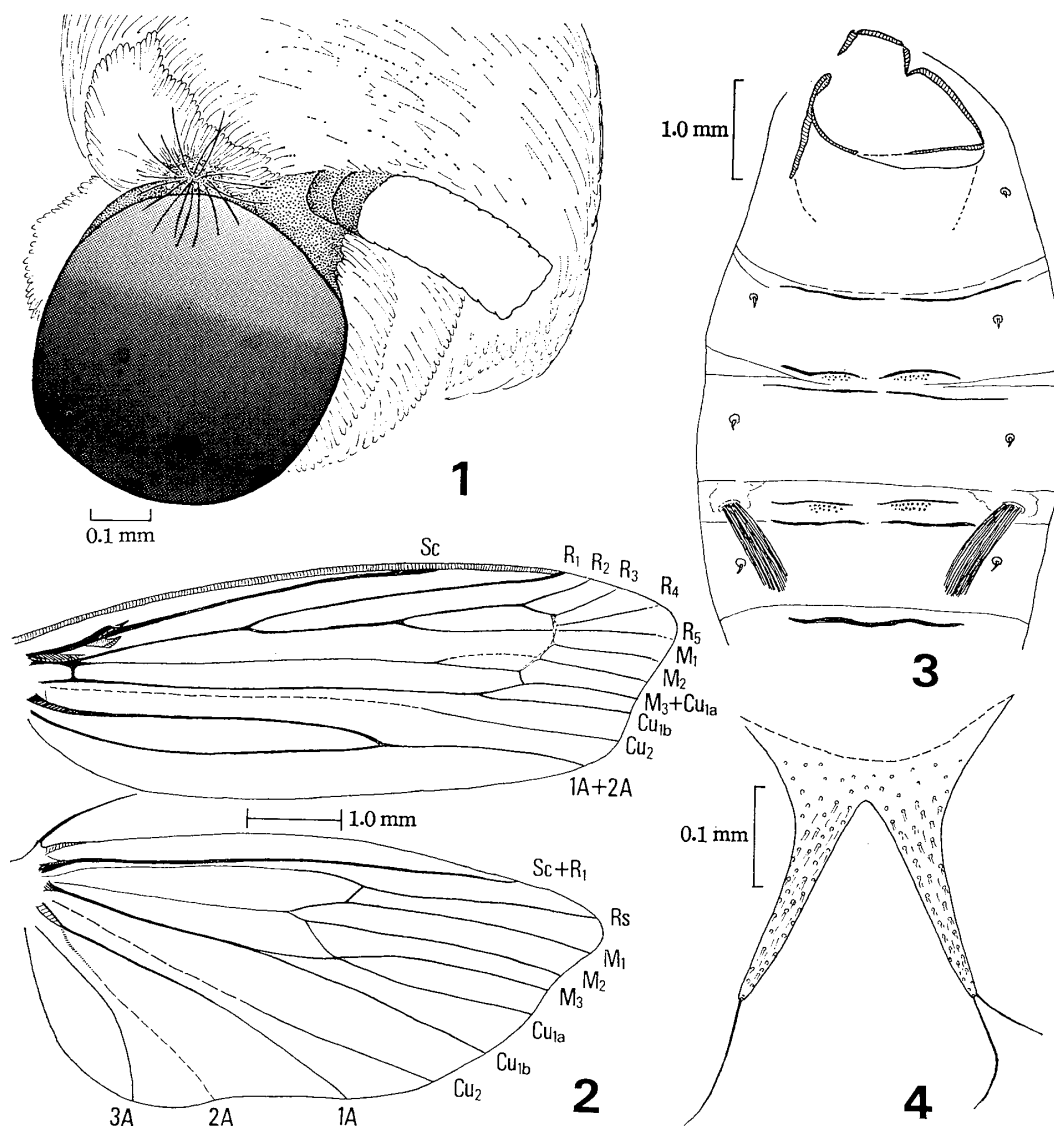 1
0.1 mm
1.0 mm
3
Sc
R₁
R₂
R₃
R₄
R₅
M₁
M₂
M₃+Cu₁ₐ
Cu₁b
Cu₂
1A+2A
1.0 mm
Sc+R₁
Rs
M₁
M₂
M₃
Cu₁ₐ
Cu₁b
Cu₂
1A
2A
3A
2
0.1 mm
4